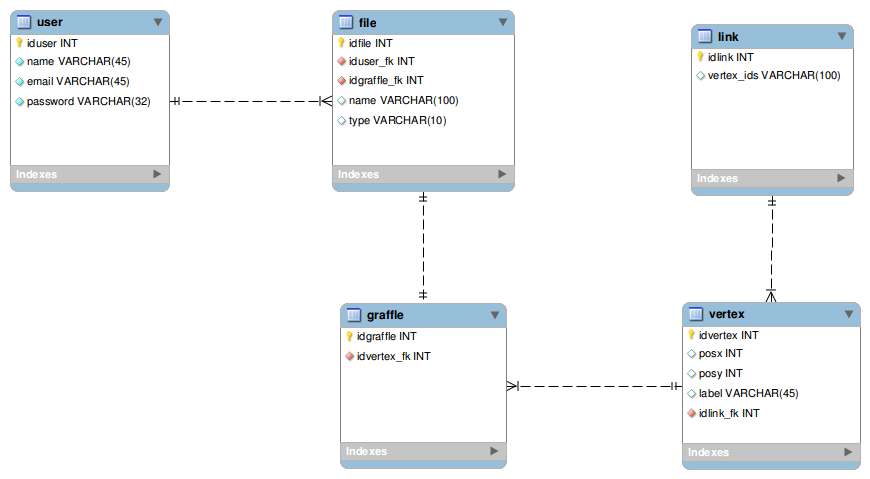 user
iduser INT
name VARCHAR(45)
email VARCHAR(45)
password VARCHAR(32)
Indexes
file
idfile INT
iduser_fk INT
idgraffle_fk INT
name VARCHAR(100)
type VARCHAR(10)
Indexes
link
idlink INT
vertex_ids VARCHAR(100)
Indexes
graffle
idgraffle INT
idvertex_fk INT
Indexes
vertex
idvertex INT
posx INT
posy INT
label VARCHAR(45)
idlink_fk INT
Indexes